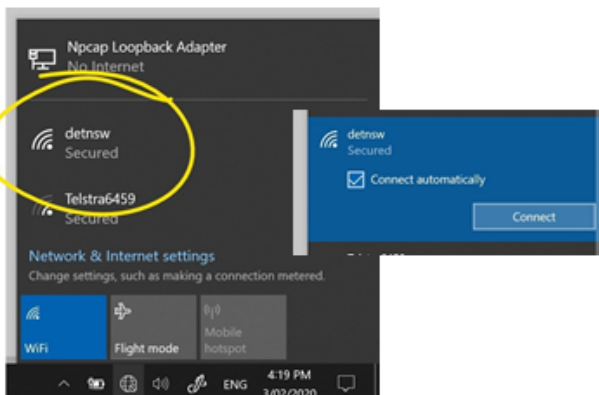 Npcap Loopback Adapter
No Internet
detnsw
Secured
Telstra6459
Secured
Network & Internet settings
Change settings, such as making a connection metered.
WiFi
Flight mode
Mobile
hotspot
ENG
4:19 PM
3/02/2020
detnsw
Secured
Connect automatically
Connect